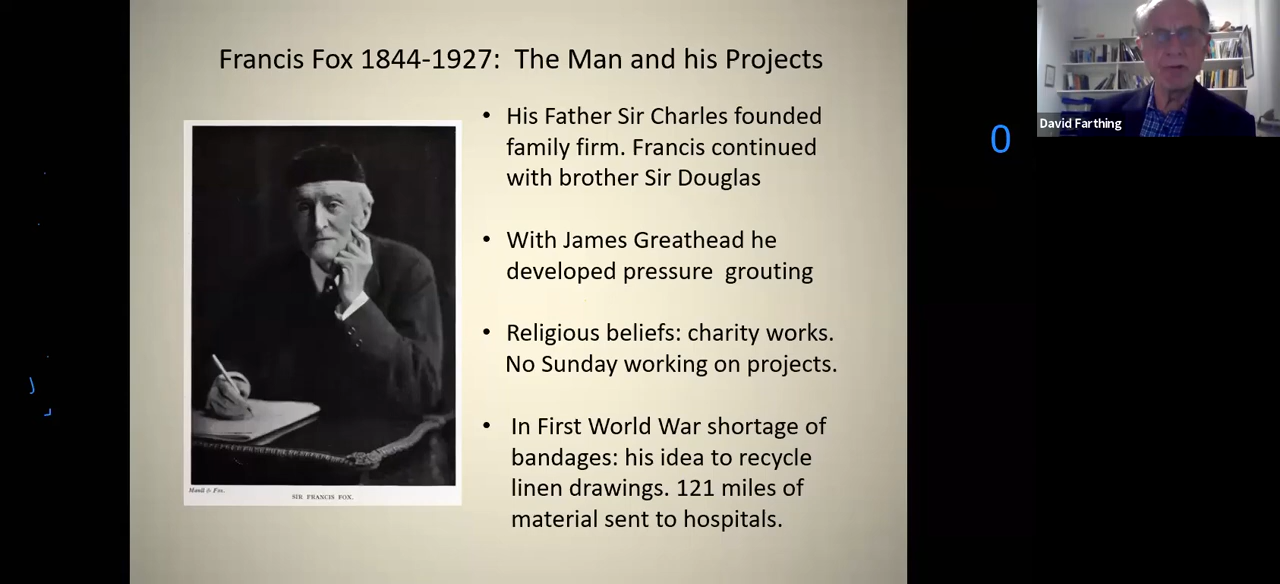 Francis Fox 1844-1927:  The Man and his Projects
David Farthing
0
• His Father Sir Charles founded
family firm. Francis continued
with brother Sir Douglas
• With James Greathead he
developed pressure  grouting
• Religious beliefs: charity works.
No Sunday working on projects.
• In First World War shortage of
bandages: his idea to recycle
linen drawings. 121 miles of
material sent to hospitals.
SIR FRANCIS FOX.